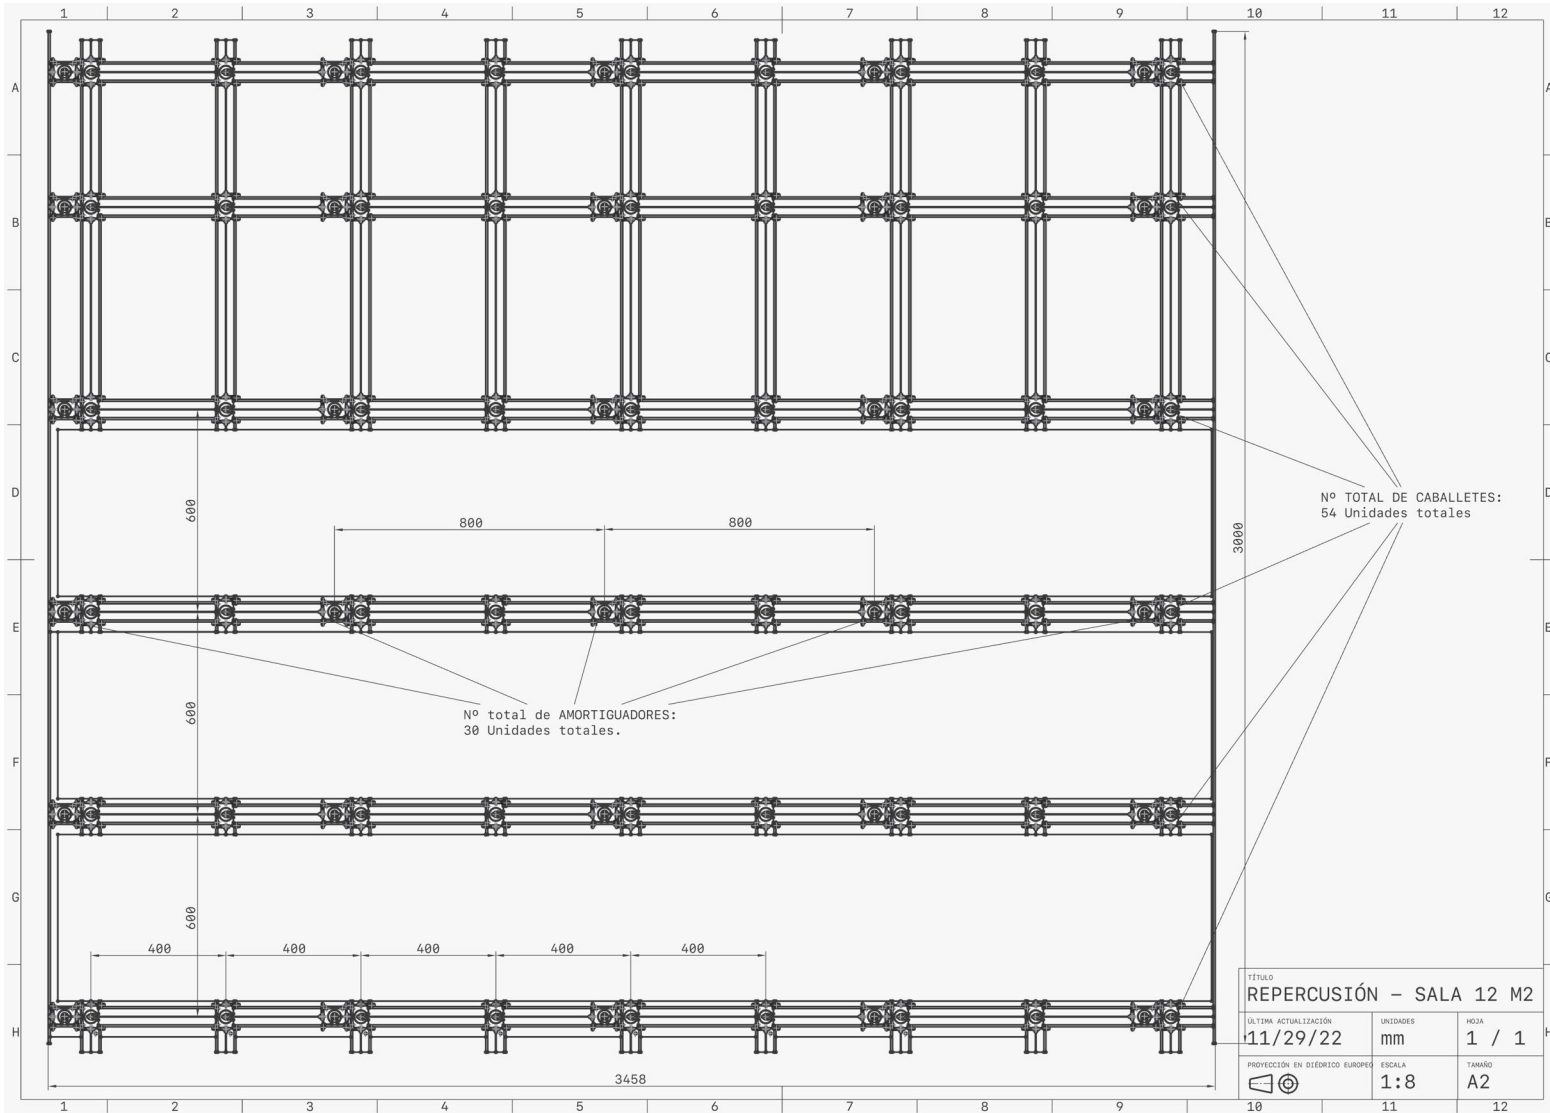 1 2 3 4 5 6 7 8 9 10 11 12
A A
B B
C C
D D
E E
F F
G G
H H
600
800 800
3000
Nº TOTAL DE CABALLETES:
54 Unidades totales
600
Nº total de AMORTIGUADORES:
30 Unidades totales.
600
400 400 400 400 400
3458
TÍTULO
REPERCUSIÓN – SALA 12 M2
ÚLTIMA ACTUALIZACIÓN UNIDADES HOJA
11/29/22 mm 1 / 1
PROYECCIÓN EN DIÉDRICO EUROPEO ESCALA TAMAÑO
1:8 A2
1 2 3 4 5 6 7 8 9 10 11 12